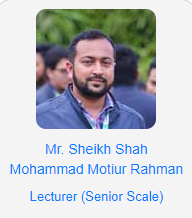 Mr. Sheikh Shah
Mohammad Motiur Rahman
Lecturer (Senior Scale)